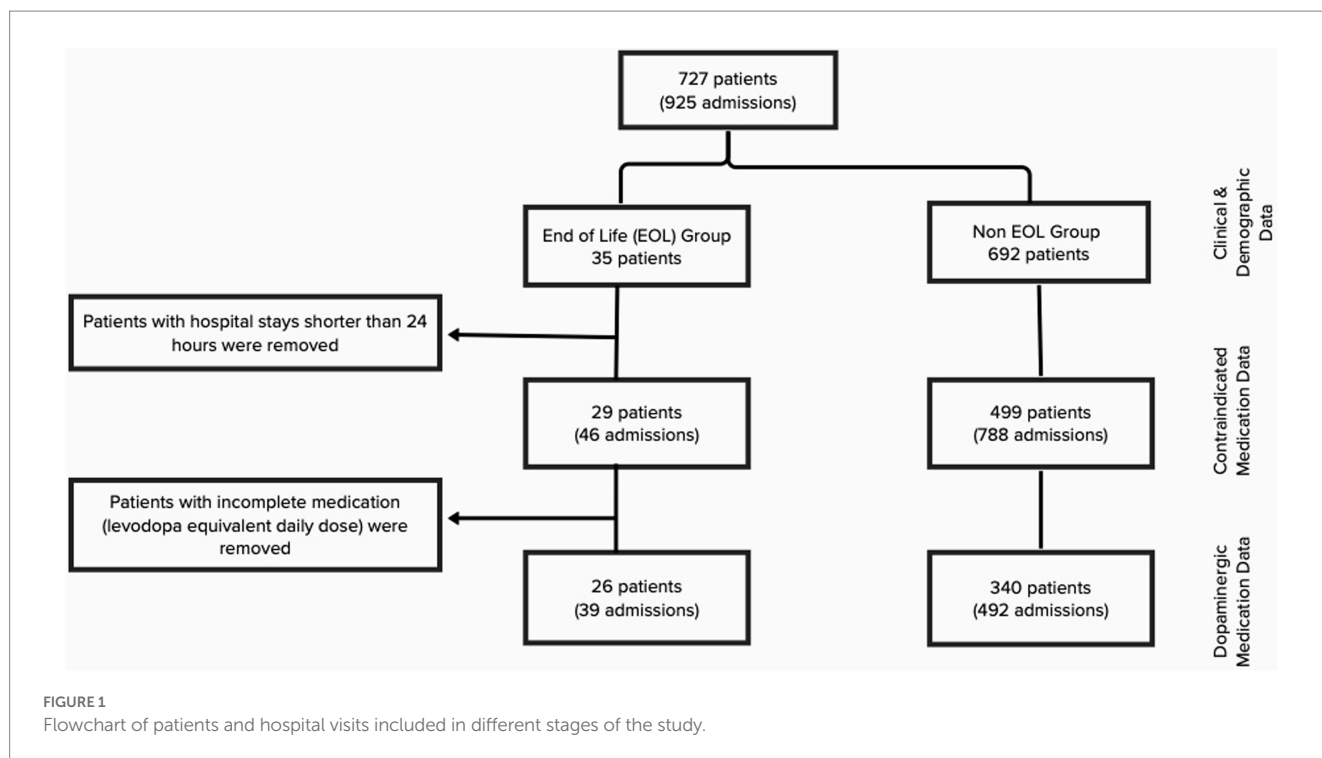 727 patients
(925 admissions)
End of Life (EOL) Group
35 patients
Non EOL Group
692 patients
Clinical &
Demographic
Data
Patients with hospital stays shorter than 24
hours were removed
29 patients
(46 admissions)
499 patients
(788 admissions)
Contraindicated
Medication Data
Patients with incomplete medication
(levodopa equivalent daily dose) were
removed
26 patients
(39 admissions)
340 patients
(492 admissions)
Dopaminergic
Medication Data
FIGURE 1
Flowchart of patients and hospital visits included in different stages of the study.